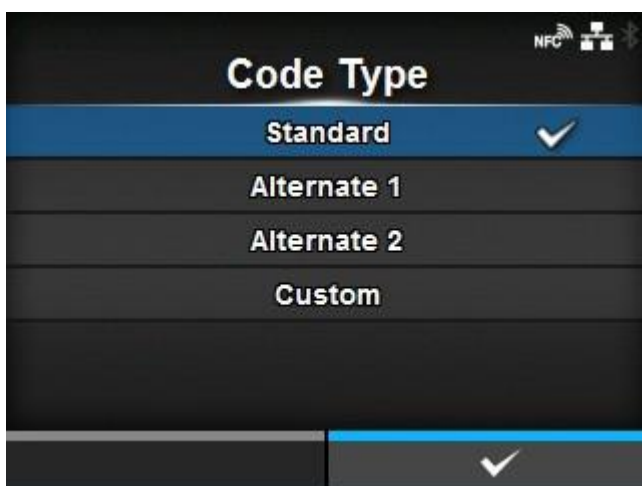 NFC
Code Type
Standard
Alternate 1
Alternate 2
Custom